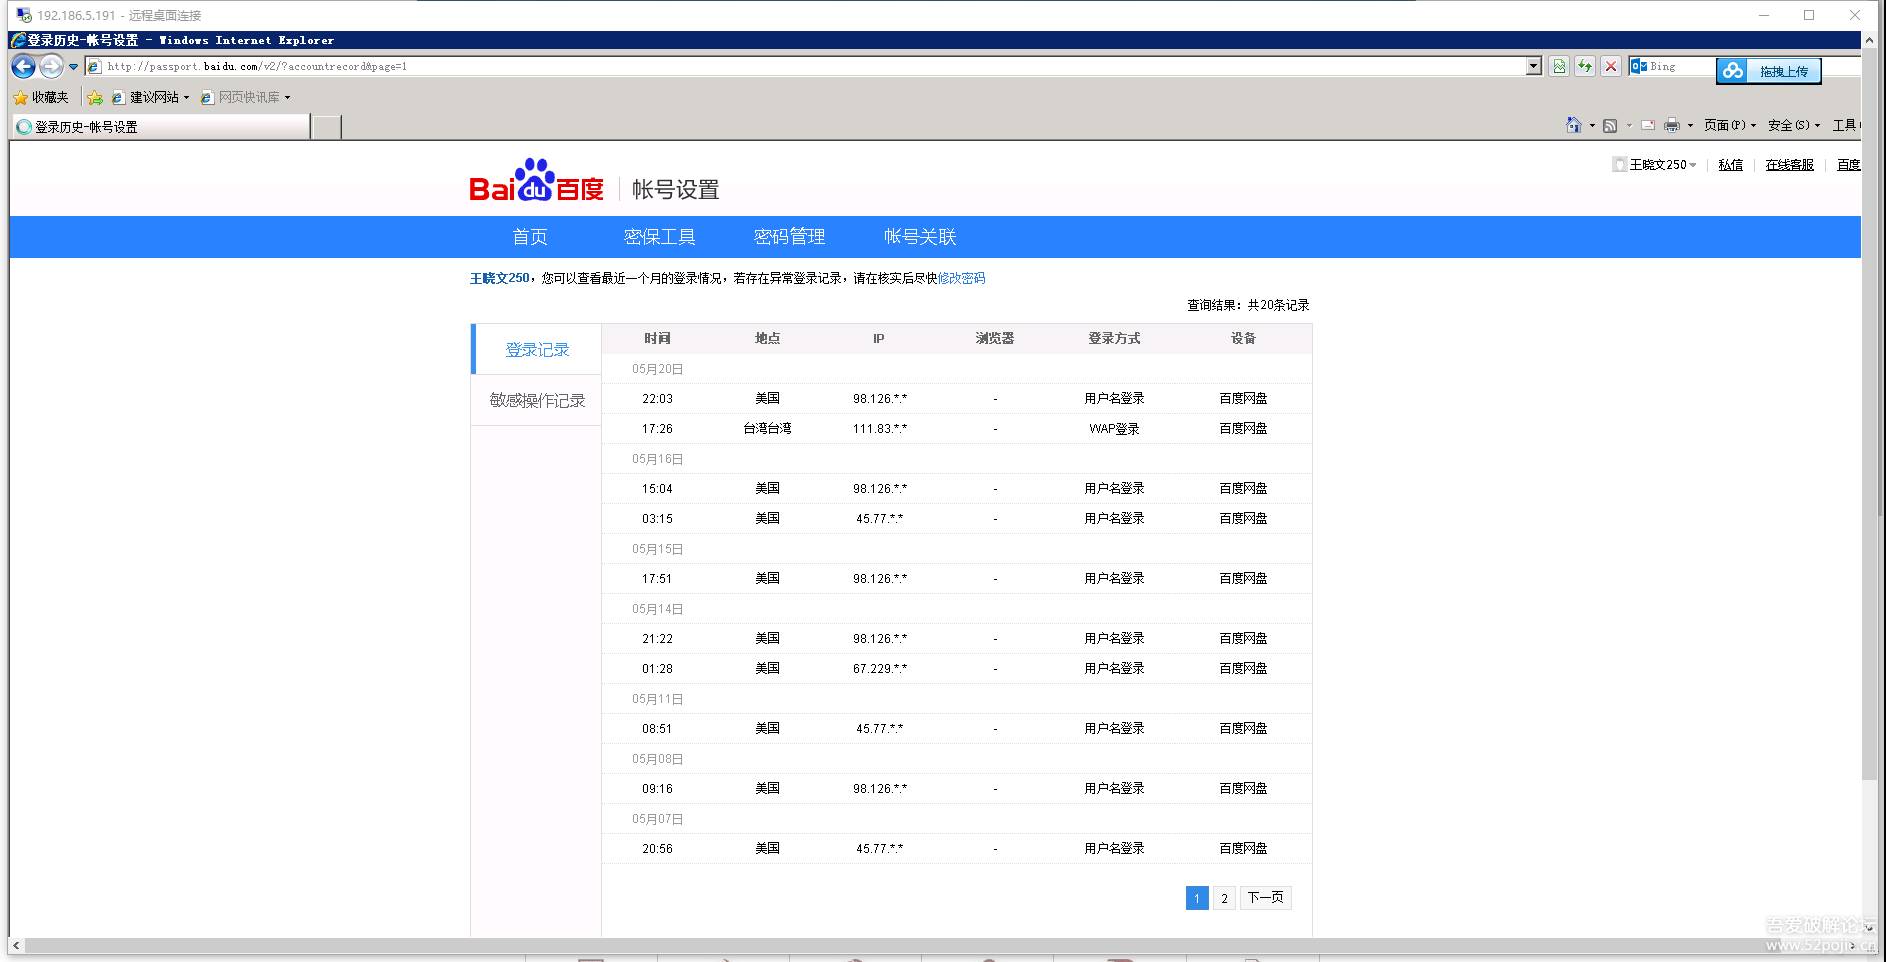 192.186.5.191 - 远程桌面连接
登录历史-帐号设置 - Windows Internet Explorer
http://passport.baidu.com/v2/?accountrecord&page=1
Bing
拖拽上传
收藏夹 建议网站 网页快讯库
登录历史-帐号设置
页面(P) 安全(S) 工具
王晓文250 私信 在线客服 百度
Bai du 百度 帐号设置
首页 密保工具 密码管理 帐号关联
王晓文250，您可以查看最近一个月的登录情况，若存在异常登录记录，请在核实后尽快修改密码
查询结果：共20条记录
登录记录
敏感操作记录
时间 地点 IP 浏览器 登录方式 设备
05月20日
22:03 美国 98.126.*.* - 用户名登录 百度网盘
17:26 台湾台湾 111.83.*.* - WAP登录 百度网盘
05月16日
15:04 美国 98.126.*.* - 用户名登录 百度网盘
03:15 美国 45.77.*.* - 用户名登录 百度网盘
05月15日
17:51 美国 98.126.*.* - 用户名登录 百度网盘
05月14日
21:22 美国 98.126.*.* - 用户名登录 百度网盘
01:28 美国 67.229.*.* - 用户名登录 百度网盘
05月11日
08:51 美国 45.77.*.* - 用户名登录 百度网盘
05月08日
09:16 美国 98.126.*.* - 用户名登录 百度网盘
05月07日
20:56 美国 45.77.*.* - 用户名登录 百度网盘
1 2 下一页
吾爱破解论坛
www.52pojie.cn